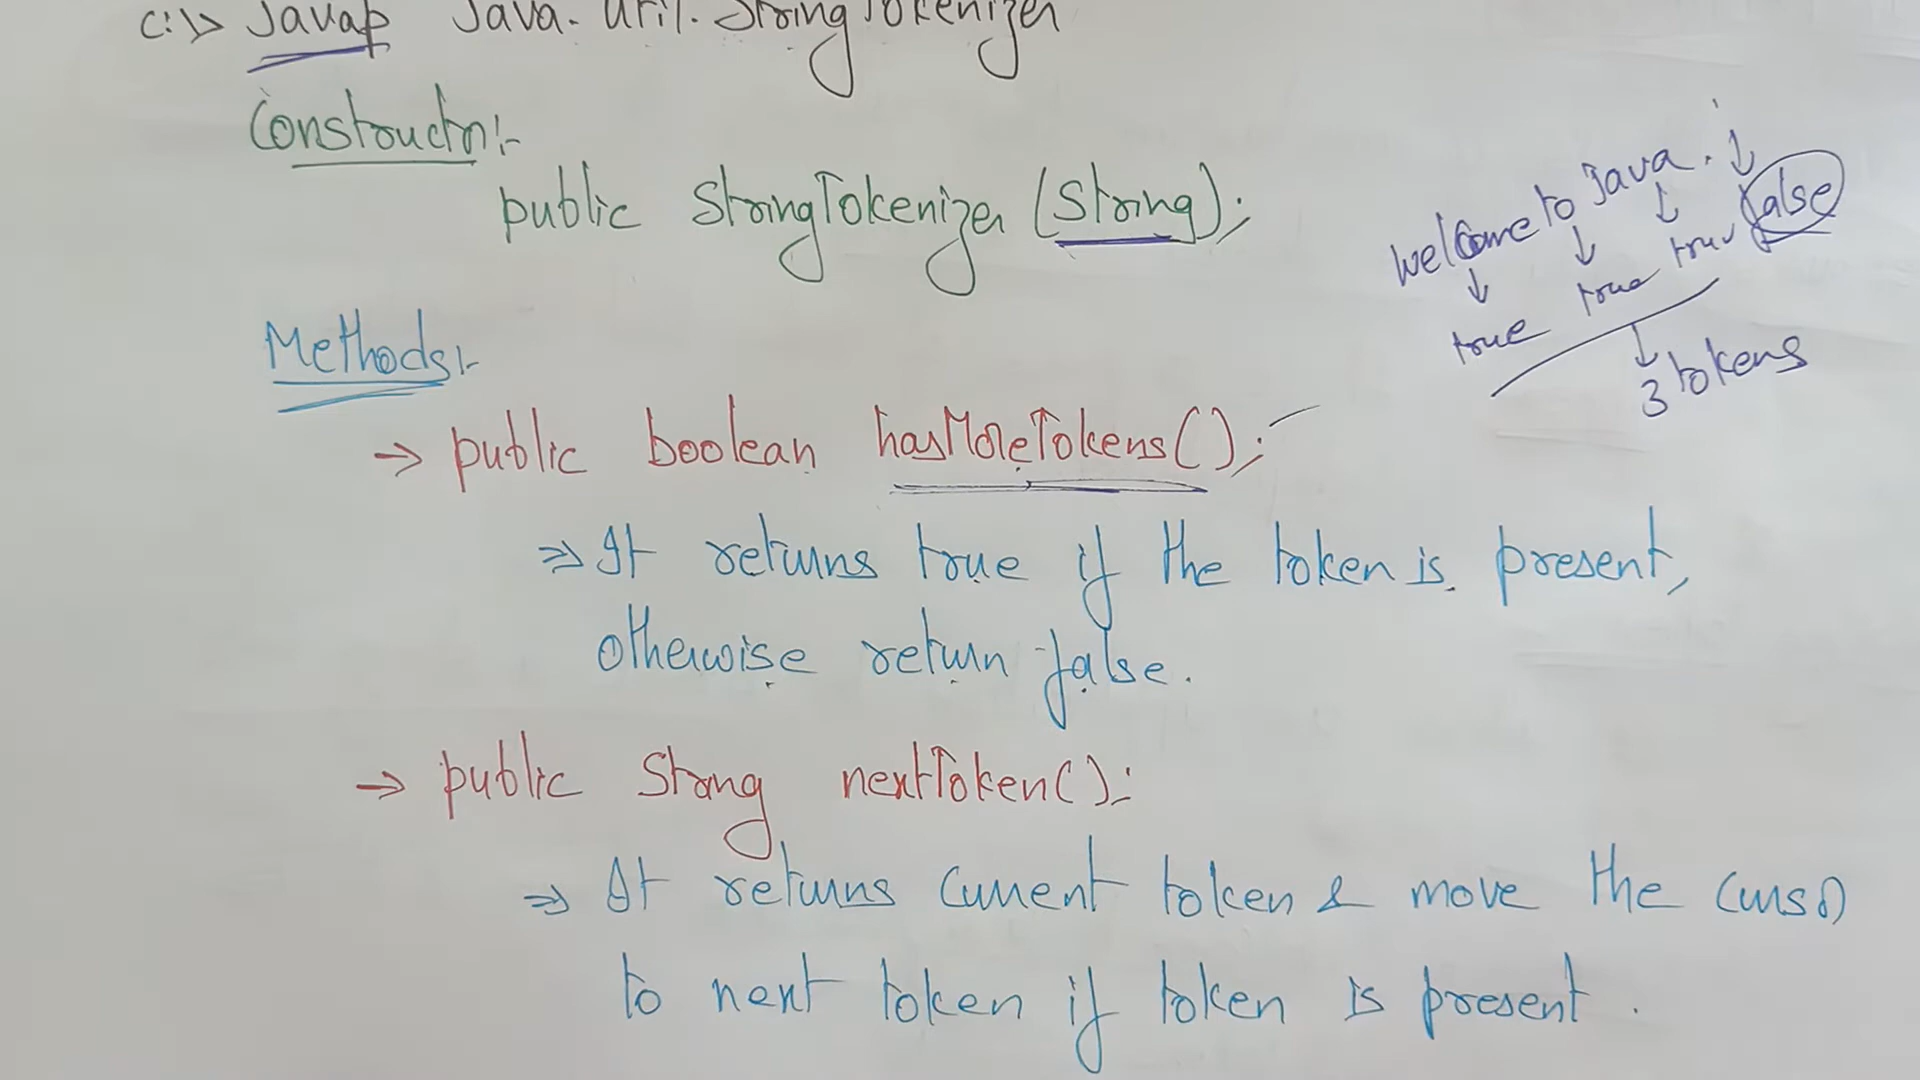 C:\> Javap Java.util.StringTokenizer
Constructor:-
public StringTokenizer (String);
Welcome to Java.
true true true false
3 tokens
Methods:-
→ public boolean hasMoreTokens();
⇒ It returns true if the token is present,
otherwise return false.
→ public String nextToken();
⇒ It returns current token & move the cursor
to next token if token is present.